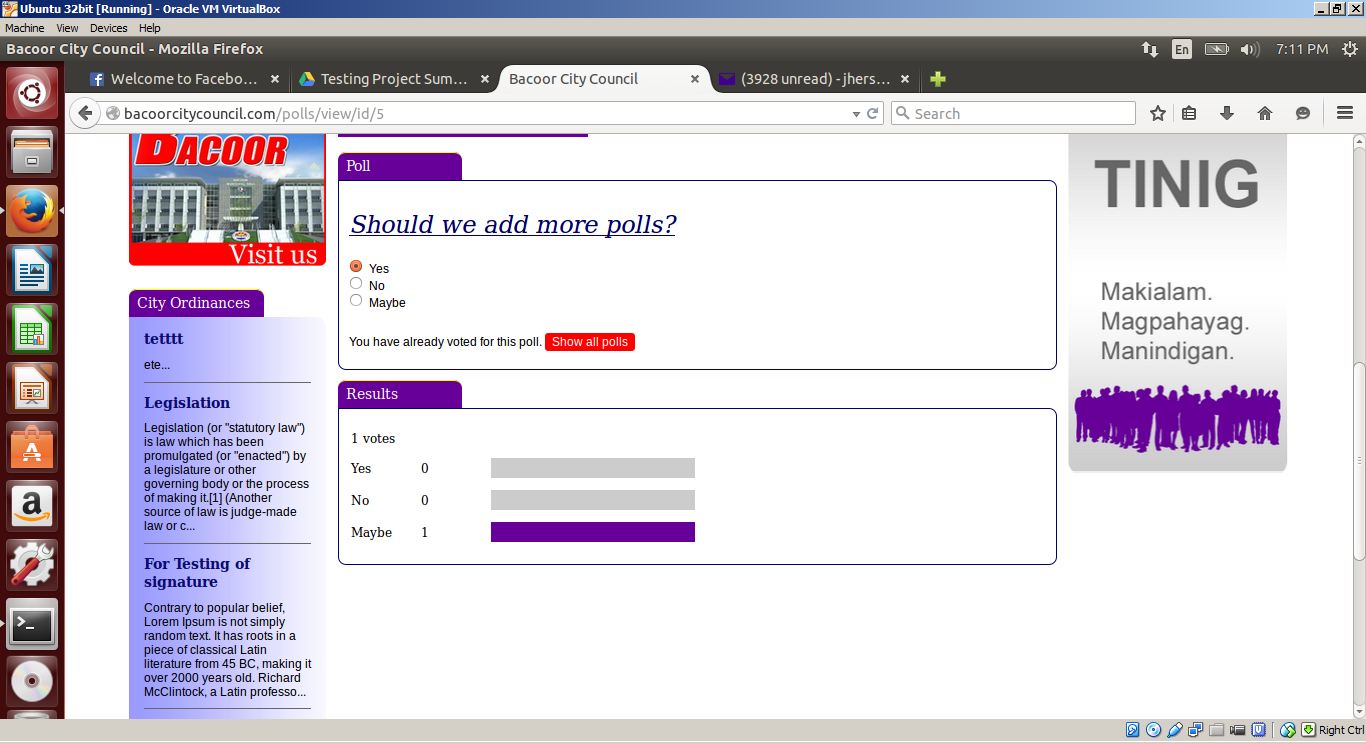 Ubuntu 32bit [Running] - Oracle VM VirtualBox
Machine View Devices Help
Bacoor City Council - Mozilla Firefox
En
7:11 PM
Welcome to Facebo...
Testing Project Sum...
Bacoor City Council
(3928 unread) - jhers...
bacoorcitycouncil.com/polls/view/id/5
Search
BACOOR
Visit us
City Ordinances
tetttt
ete...
Legislation
Legislation (or "statutory law")
is law which has been
promulgated (or "enacted") by
a legislature or other
governing body or the process
of making it.[1] (Another
source of law is judge-made
law or c...
For Testing of
signature
Contrary to popular belief,
Lorem Ipsum is not simply
random text. It has roots in a
piece of classical Latin
literature from 45 BC, making it
over 2000 years old. Richard
McClintock, a Latin professo...
Poll
Should we add more polls?
Yes
No
Maybe
You have already voted for this poll. Show all polls
Results
1 votes
Yes 0
No 0
Maybe 1
TINIG
Makialam.
Magpahayag.
Manindigan.
Right Ctrl